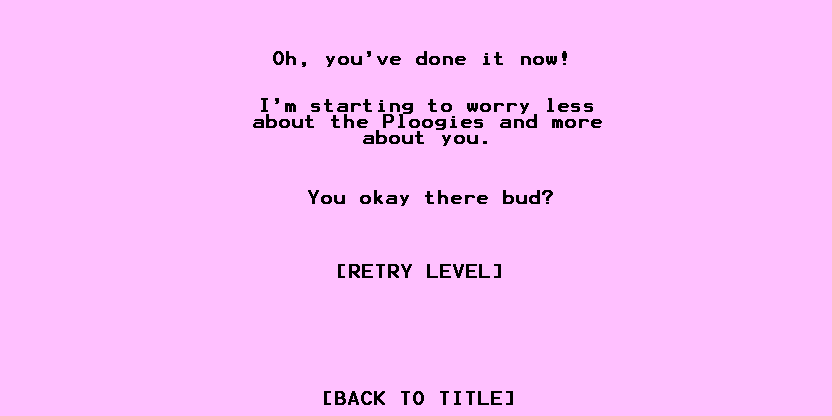 Oh, you've done it now!
I'm starting to worry less
about the Ploogies and more
about you.
You okay there bud?
[RETRY LEVEL]
[BACK TO TITLE]